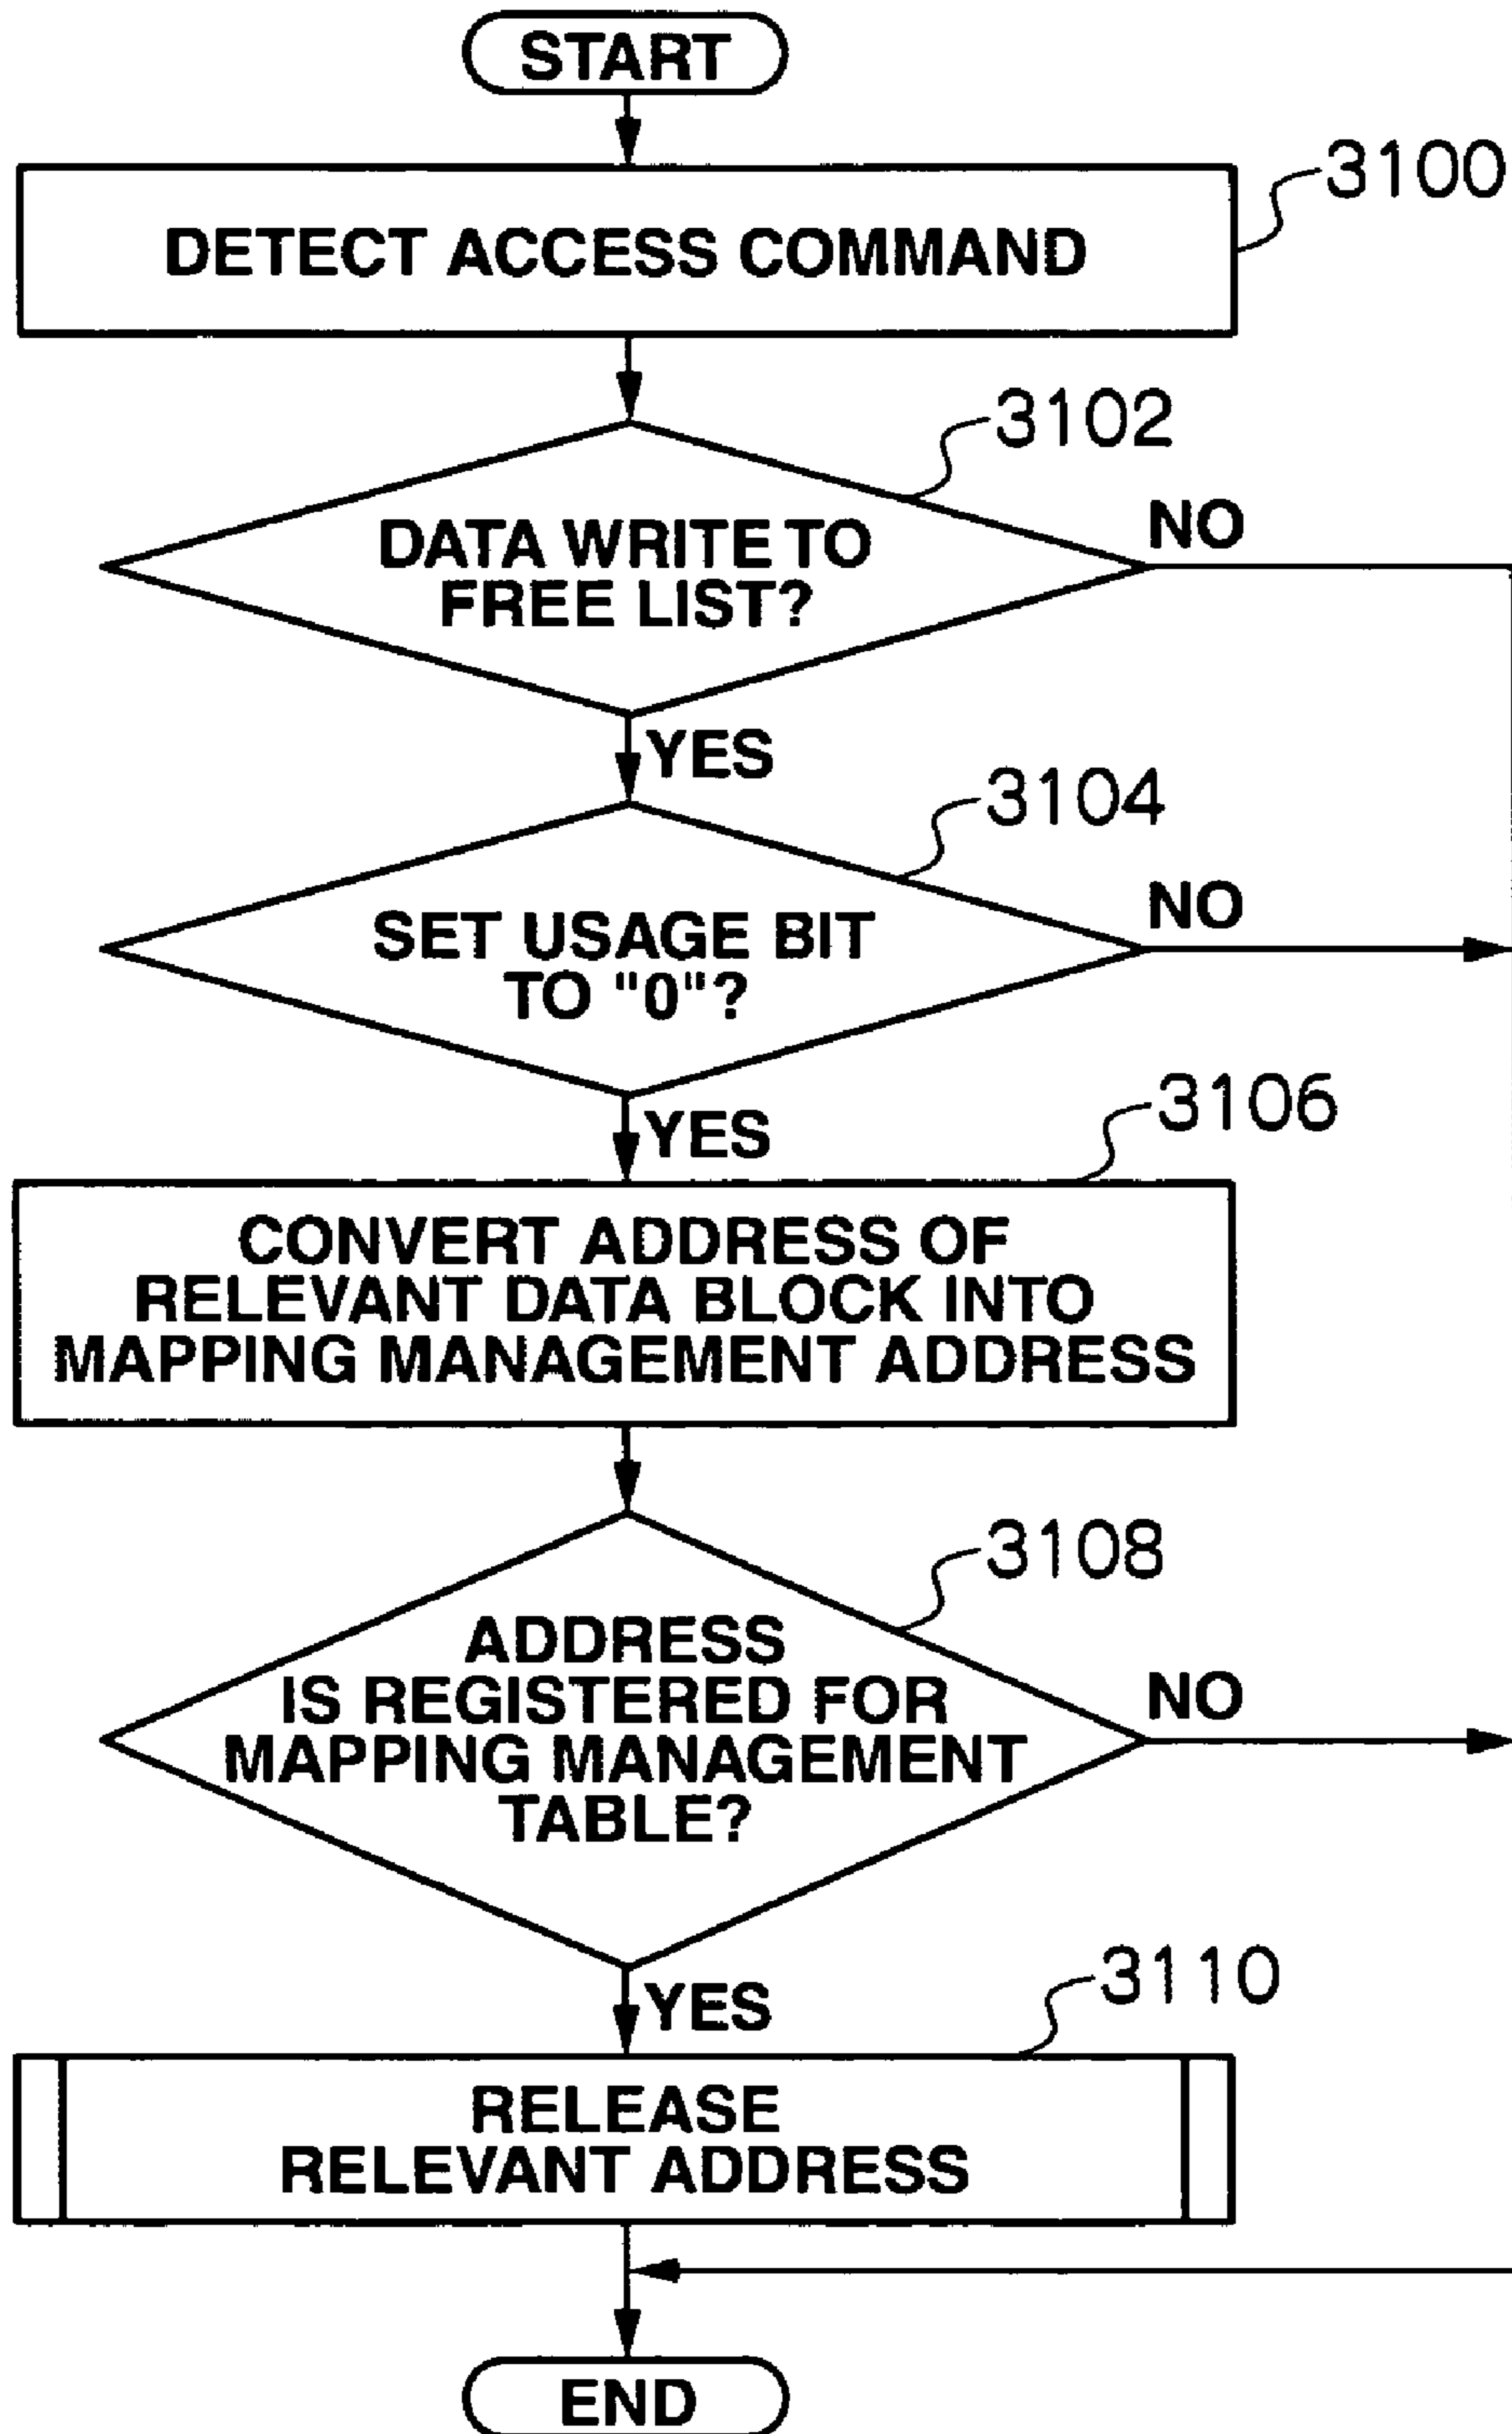 START
3100
DETECT ACCESS COMMAND
3102
DATA WRITE TO
FREE LIST?
NO
YES
3104
SET USAGE BIT
TO "0"?
NO
YES
3106
CONVERT ADDRESS OF
RELEVANT DATA BLOCK INTO
MAPPING MANAGEMENT ADDRESS
3108
ADDRESS
IS REGISTERED FOR
MAPPING MANAGEMENT
TABLE?
NO
YES
3110
RELEASE
RELEVANT ADDRESS
END